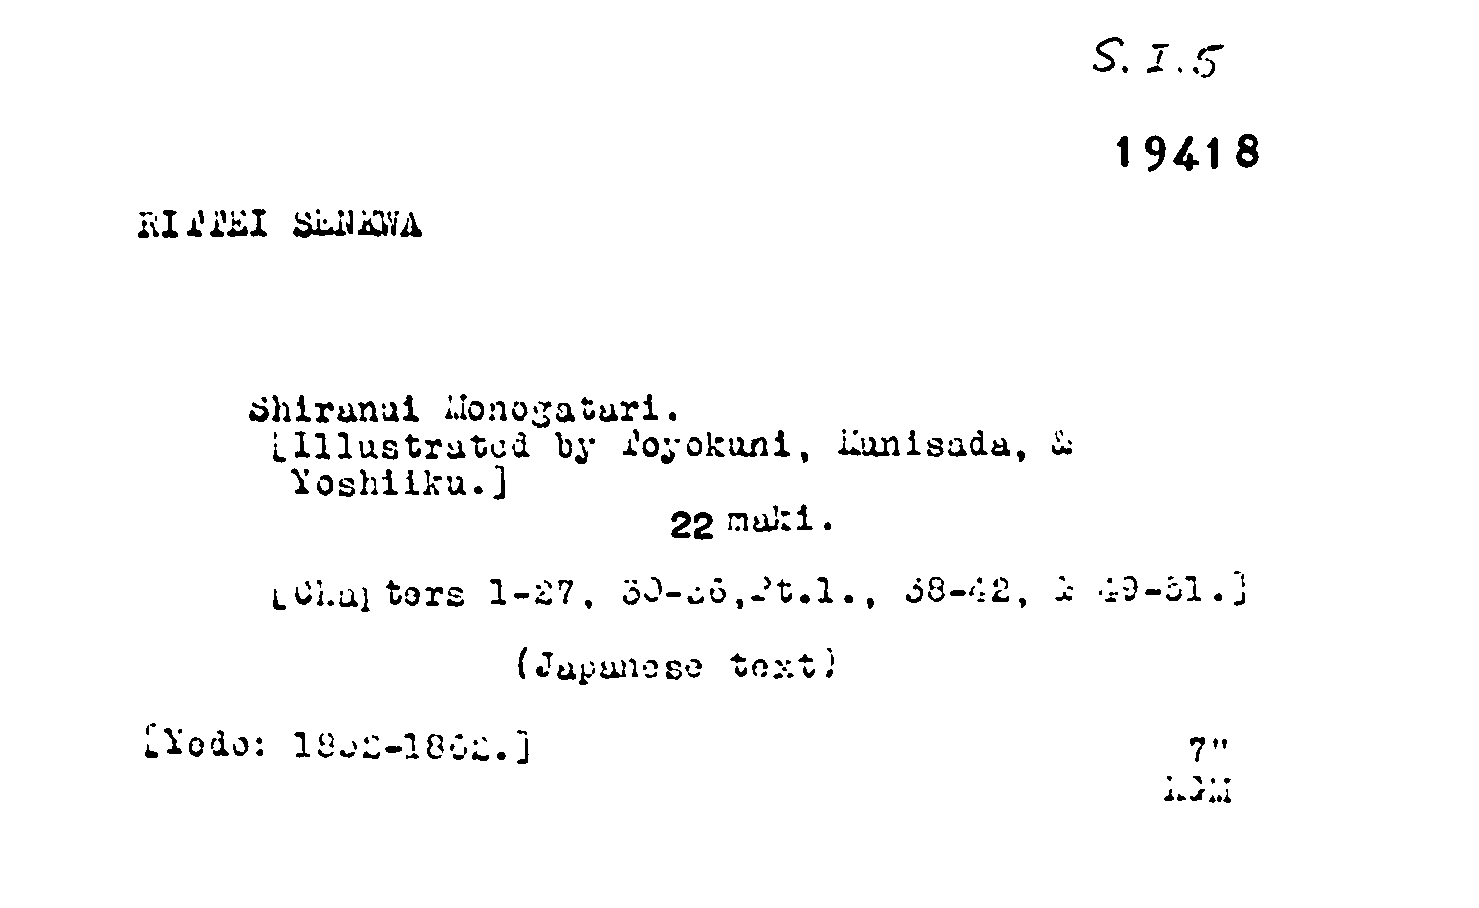 S.I.5
19418
RITTEI SENKWA
Shiranui Monogatari.
[Illustrated by Toyokuni, Kunisada, &
Yoshiiku.]
22 maki.
[Chapters 1-27, 30-36,Pt.1., 38-42, & 49-51.]
(Japanese text)
[Yedo: 1852-1862.]
7"